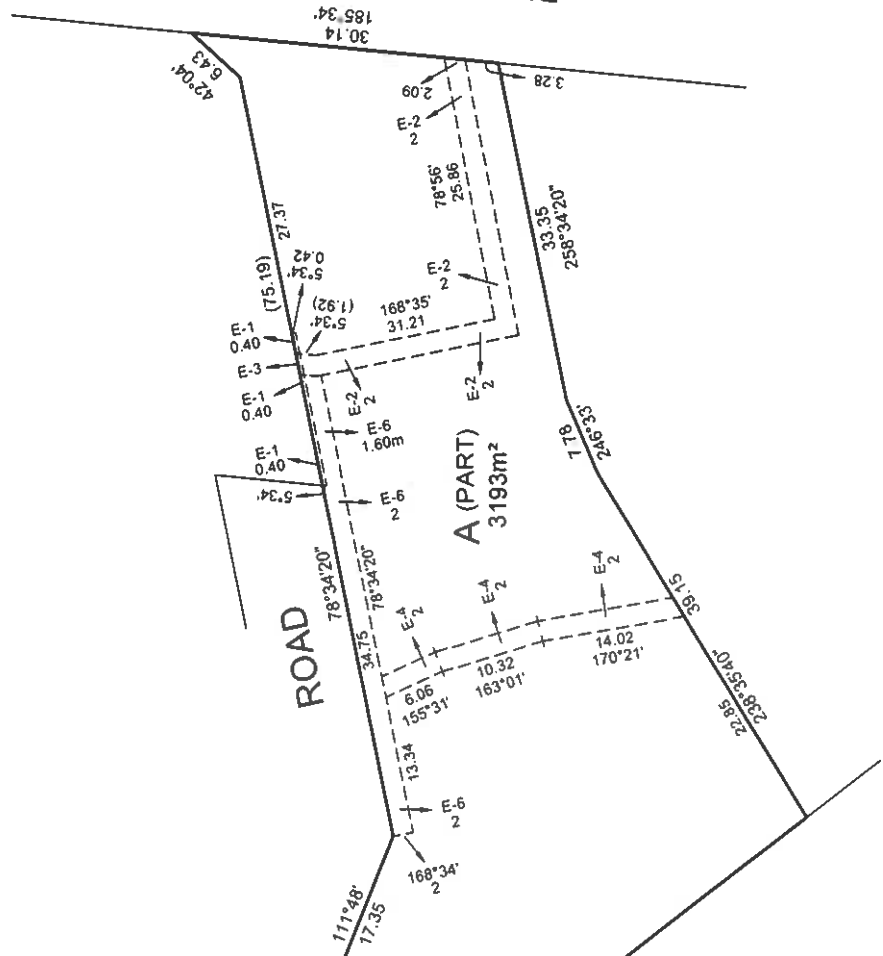 185°34'
30.14
42°04'
6.43
2.09
3.28
E-2
2
78°56'
25.86
27.37
(75.19)
0.42
5°34'
33.35
258°34'20"
E-2
2
5°34'
(1.92)
168°35'
31.21
E-1
0.40
E-3
E-1
0.40
E-2
2
E-2
2
E-6
1.60m
E-1
0.40
5°34'
E-6
2
A (PART)
3193m²
7.78
246°33'
78°34'20"
ROAD
34.75
78°34'20"
E-4
2
E-4
2
E-4
2
6.06
155°31'
10.32
163°01'
14.02
170°21'
39.15
13.34
22.85
238°35'40"
E-6
2
168°34'
2
111°48'
17.35